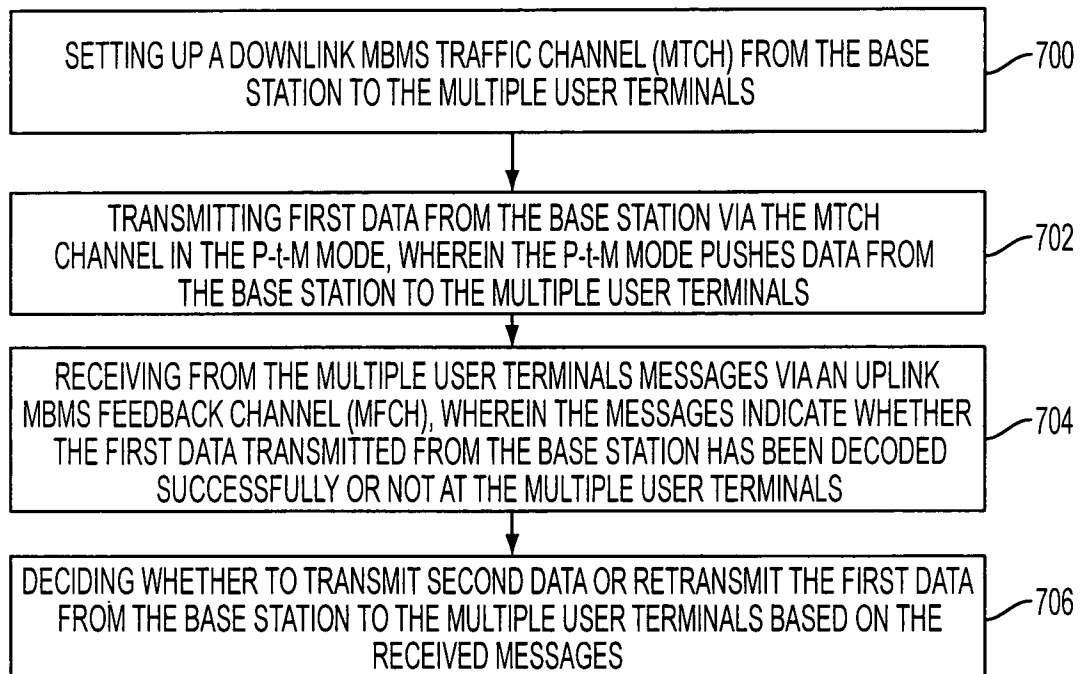 SETTING UP A DOWNLINK MBMS TRAFFIC CHANNEL (MTCH) FROM THE BASE
STATION TO THE MULTIPLE USER TERMINALS
700
TRANSMITTING FIRST DATA FROM THE BASE STATION VIA THE MTCH
CHANNEL IN THE P-t-M MODE, WHEREIN THE P-t-M MODE PUSHES DATA FROM
THE BASE STATION TO THE MULTIPLE USER TERMINALS
702
RECEIVING FROM THE MULTIPLE USER TERMINALS MESSAGES VIA AN UPLINK
MBMS FEEDBACK CHANNEL (MFCH), WHEREIN THE MESSAGES INDICATE WHETHER
THE FIRST DATA TRANSMITTED FROM THE BASE STATION HAS BEEN DECODED
SUCCESSFULLY OR NOT AT THE MULTIPLE USER TERMINALS
704
DECIDING WHETHER TO TRANSMIT SECOND DATA OR RETRANSMIT THE FIRST DATA
FROM THE BASE STATION TO THE MULTIPLE USER TERMINALS BASED ON THE
RECEIVED MESSAGES
706